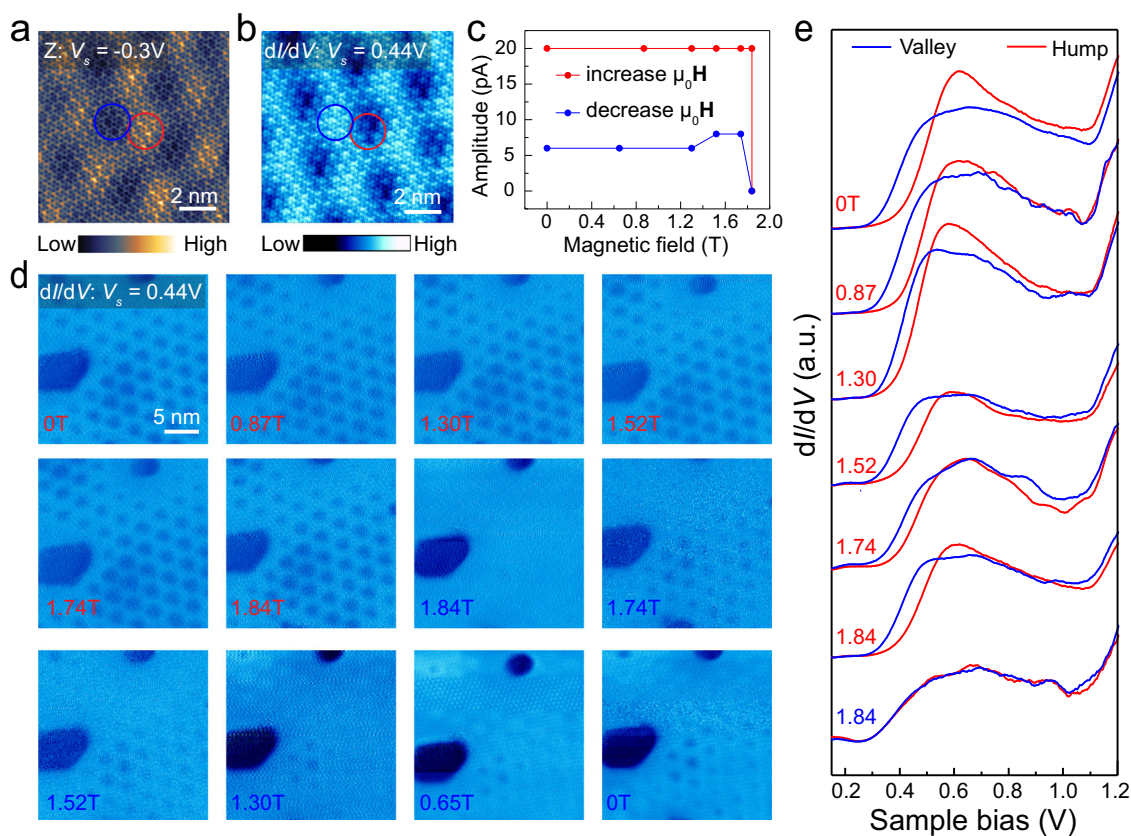 a
Z: Vs = -0.3V
2 nm
Low
High
b
dI/dV: Vs = 0.44V
2 nm
Low
High
c
Amplitude (pA)
20
15
10
5
0
increase μ0H
decrease μ0H
0.0
0.4
0.8
1.2
1.6
2.0
Magnetic field (T)
d
dI/dV: Vs = 0.44V
0T
5 nm
0.87T
1.30T
1.52T
1.74T
1.84T
1.84T
1.74T
1.52T
1.30T
0.65T
0T
e
Valley
Hump
dI/dV (a.u.)
0T
0.87
1.30
1.52
1.74
1.84
1.84
0.2
0.4
0.6
0.8
1.0
1.2
Sample bias (V)